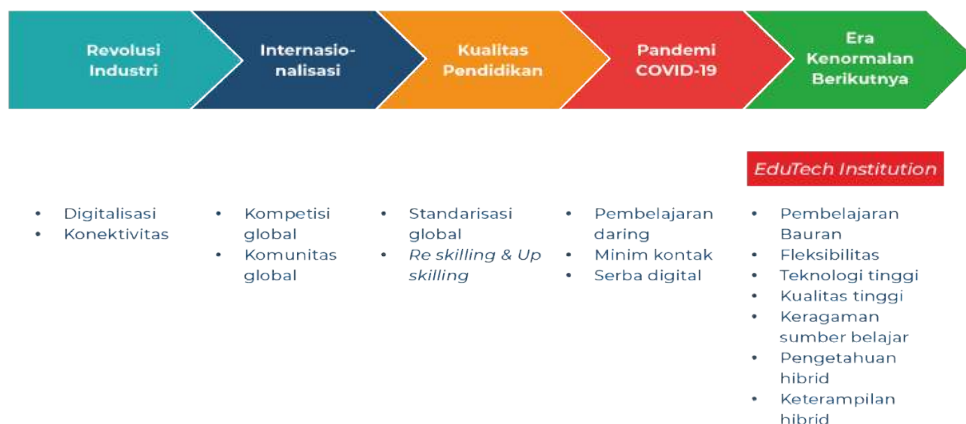 Revolusi
Industri
Internasio-
nalisasi
Kualitas
Pendidikan
Pandemi
COVID-19
Era
Kenormalan
Berikutnya
EduTech Institution
• Digitalisasi
• Konektivitas
• Kompetisi
global
• Komunitas
global
• Standarisasi
global
• Re skilling & Up
skilling
• Pembelajaran
daring
• Minim kontak
• Serba digital
• Pembelajaran
Bauran
• Fleksibilitas
• Teknologi tinggi
• Kualitas tinggi
• Keragaman
sumber belajar
• Pengetahuan
hibrid
• Keterampilan
hibrid